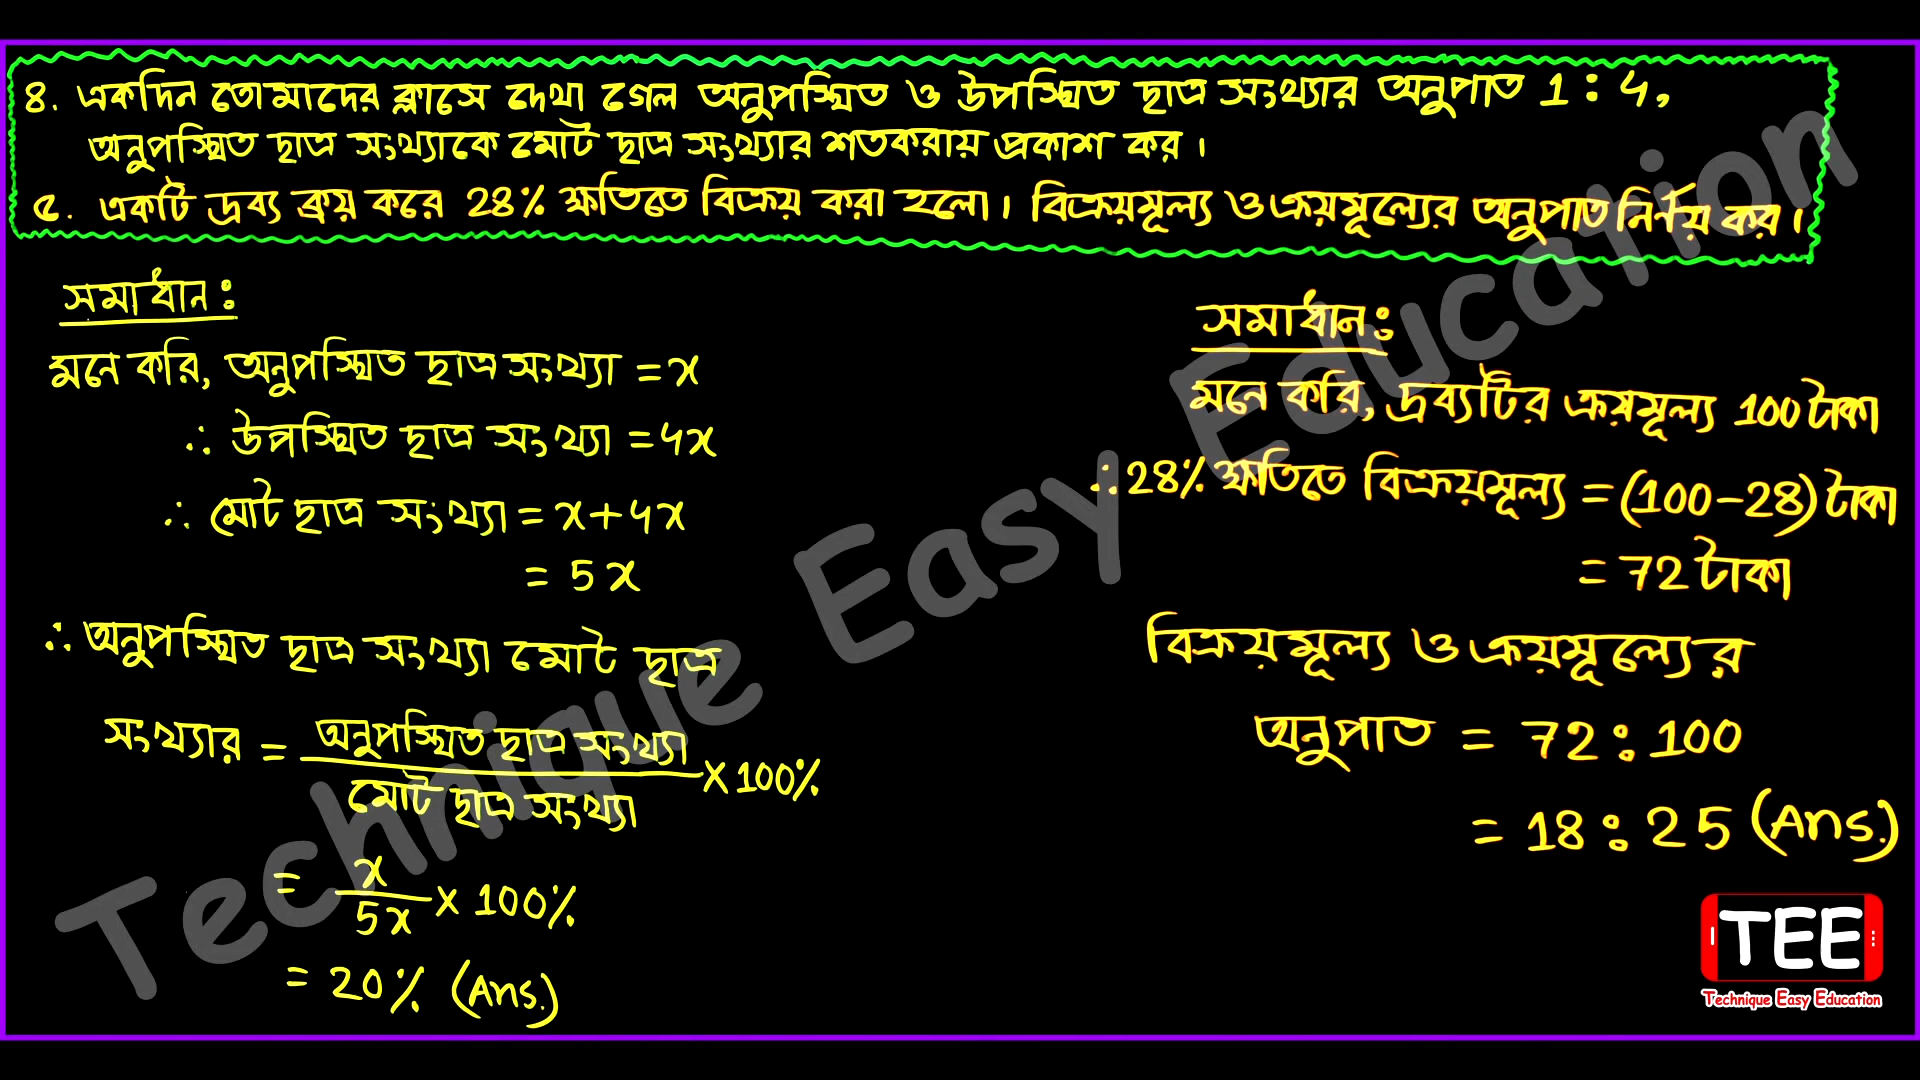 ৪. একদিন তোমাদের ক্লাসে দেখা গেল অনুপস্থিত ও উপস্থিত ছাত্র সংখ্যার অনুপাত 1 : 4,
অনুপস্থিত ছাত্র সংখ্যাকে মোট ছাত্র সংখ্যার শতকরায় প্রকাশ কর।
৫. একটি দ্রব্য ক্রয় করে 28% ক্ষতিতে বিক্রয় করা হলো। বিক্রয়মূল্য ও ক্রয়মূল্যের অনুপাত নির্ণয় কর।
সমাধান :
মনে করি, অনুপস্থিত ছাত্র সংখ্যা = x
∴ উপস্থিত ছাত্র সংখ্যা = 4x
∴ মোট ছাত্র সংখ্যা = x+4x
= 5x
∴ অনুপস্থিত ছাত্র সংখ্যা মোট ছাত্র
সংখ্যার = অনুপস্থিত ছাত্র সংখ্যা / মোট ছাত্র সংখ্যা × 100%
= x / 5x × 100%
= 20% (Ans.)
সমাধান :
মনে করি, দ্রব্যটির ক্রয়মূল্য 100 টাকা
∴ 28% ক্ষতিতে বিক্রয়মূল্য = (100-28) টাকা
= 72 টাকা
বিক্রয়মূল্য ও ক্রয়মূল্যের
অনুপাত = 72 : 100
= 18 : 25 (Ans.)
Technique Easy Education
TEE
Technique Easy Education